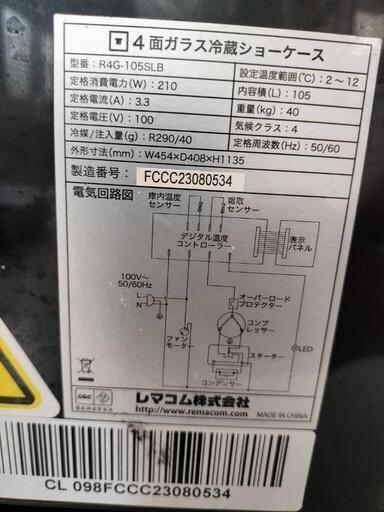 4面ガラス冷蔵ショーケース
型番: R4G-105SLB 設定温度範囲(℃): 2～12
定格消費電力(W): 210 内容積(L): 105
定格電流(A): 3.3 重量(kg): 40
定格電圧(V): 100 気候クラス: 4
冷媒/注入量(g): R290/40 定格周波数(Hz): 50/60
外形寸法(mm): W454×D408×H1135
製造番号: FCCC23080534
電気回路図
庫内温度センサー
霜取センサー
デジタル温度コントローラー
表示パネル
100V～
50/60Hz
L
N
オーバーロードプロテクター
コンプレッサー
ファンモーター
スターター
コンデンサー
LED
レマコム株式会社
http://www.remacom.com/
MADE IN CHINA
CL 098FCCC23080534